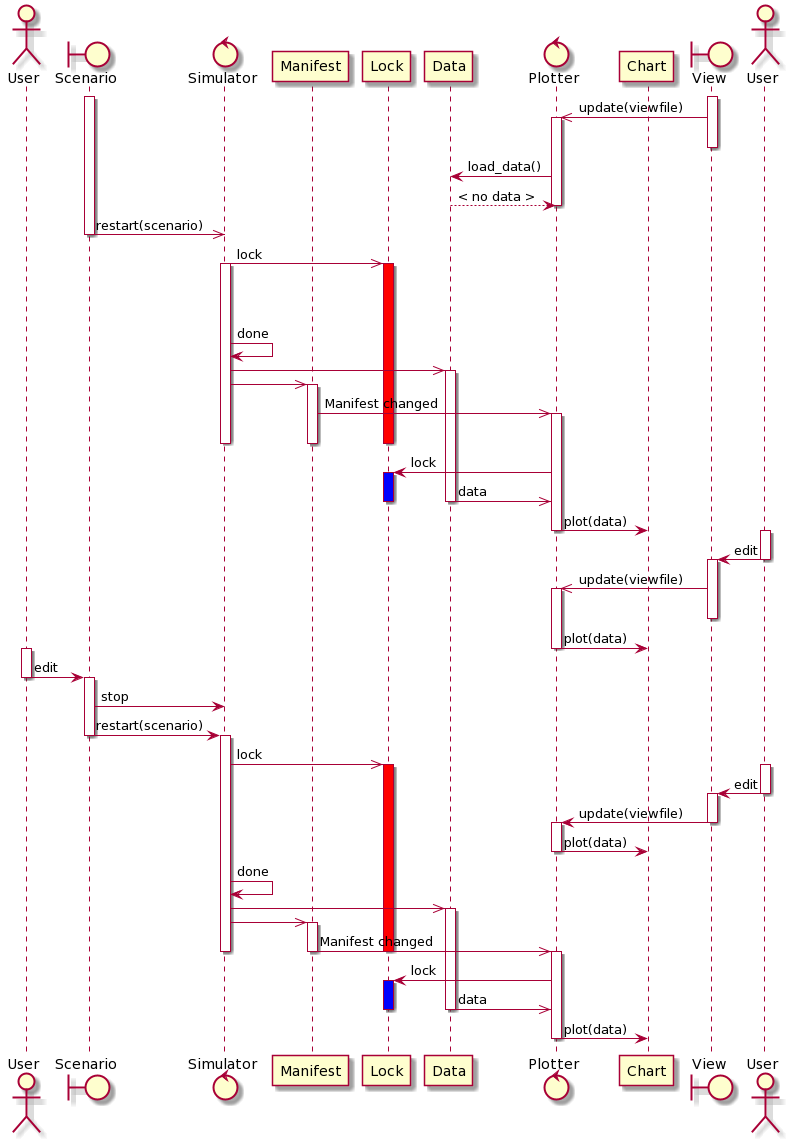 User Scenario Simulator Manifest Lock Data Plotter Chart View User
update(viewfile)
load_data()
< no data >
restart(scenario)
lock
done
Manifest changed
lock
data
plot(data)
edit
update(viewfile)
plot(data)
edit
stop
restart(scenario)
lock
edit
update(viewfile)
plot(data)
done
Manifest changed
lock
data
plot(data)
User Scenario Simulator Manifest Lock Data Plotter Chart View User